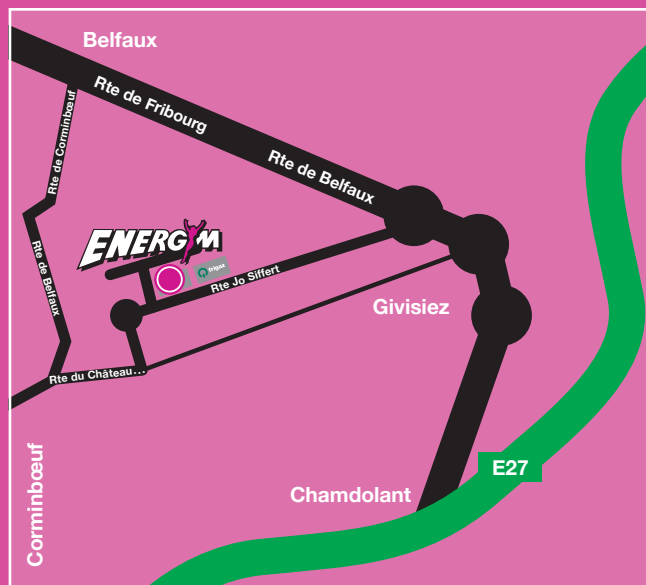 Belfaux
Rte de Fribourg
Rte de Belfaux
Rte de Corminbœuf
Rte de Belfaux
ENERGYM
frigaz
Rte Jo Siffert
Givisiez
Rte du Château…
Corminbœuf
Chamdolant
E27